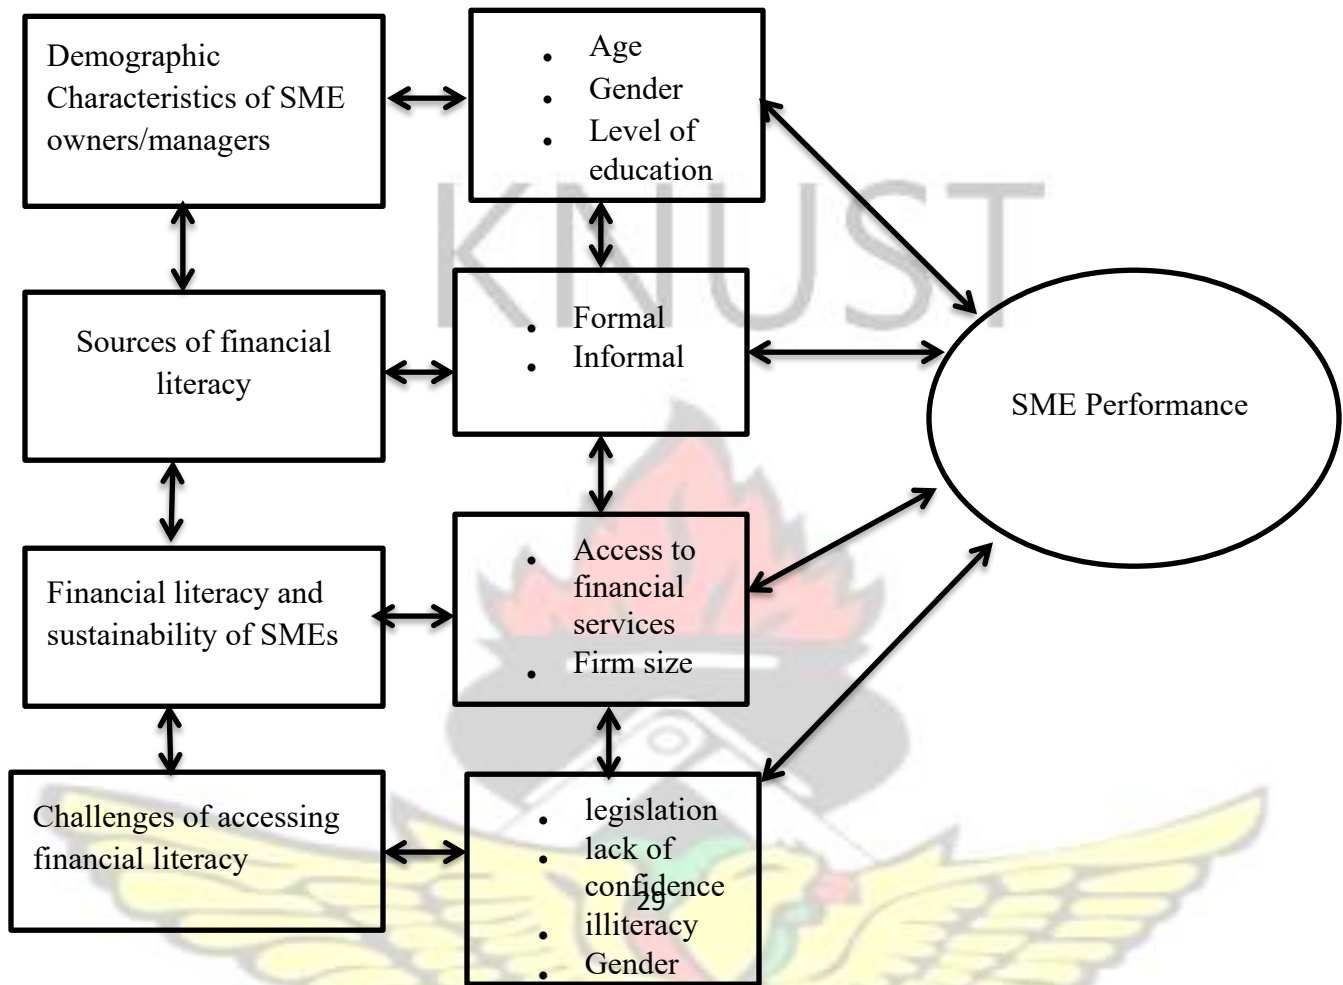 Demographic
Characteristics of SME
owners/managers
• Age
• Gender
• Level of
education
KNUST
Sources of financial
literacy
• Formal
• Informal
SME Performance
Financial literacy and
sustainability of SMEs
• Access to
financial
services
• Firm size
Challenges of accessing
financial literacy
• legislation
• lack of
confidence
29
• illiteracy
• Gender